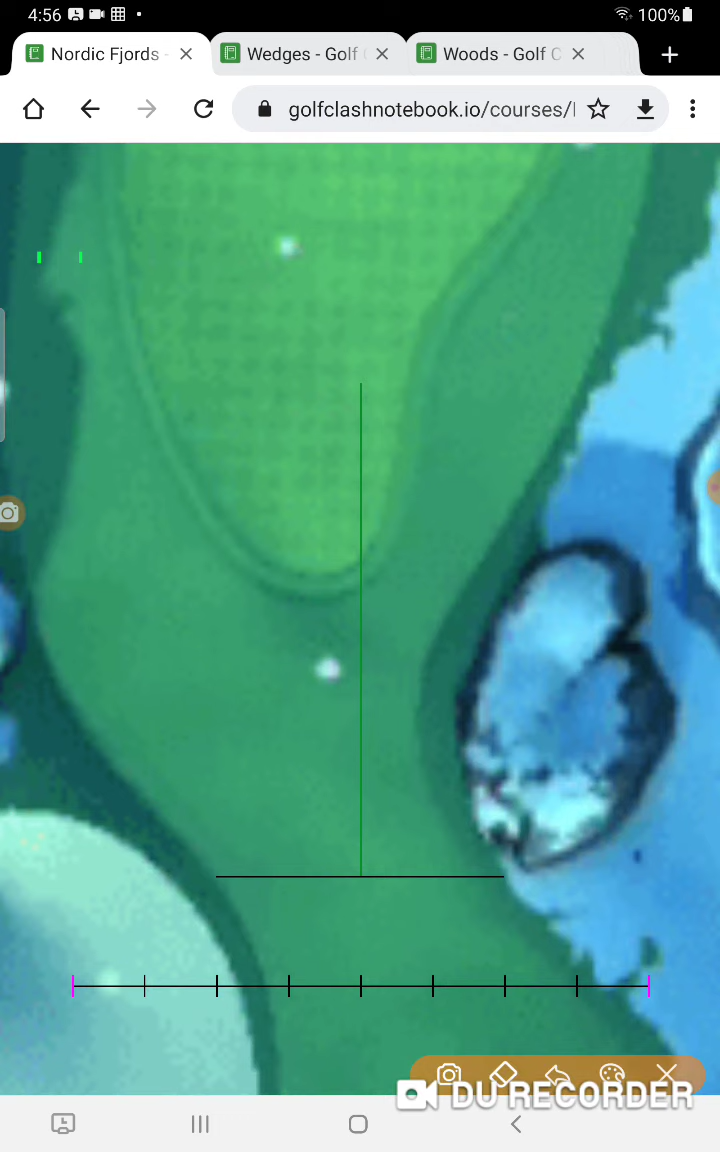 4:56 100%
Nordic Fjords - Wedges - Golf Woods - Golf C
golfclashnotebook.io/courses/
DU RECORDER